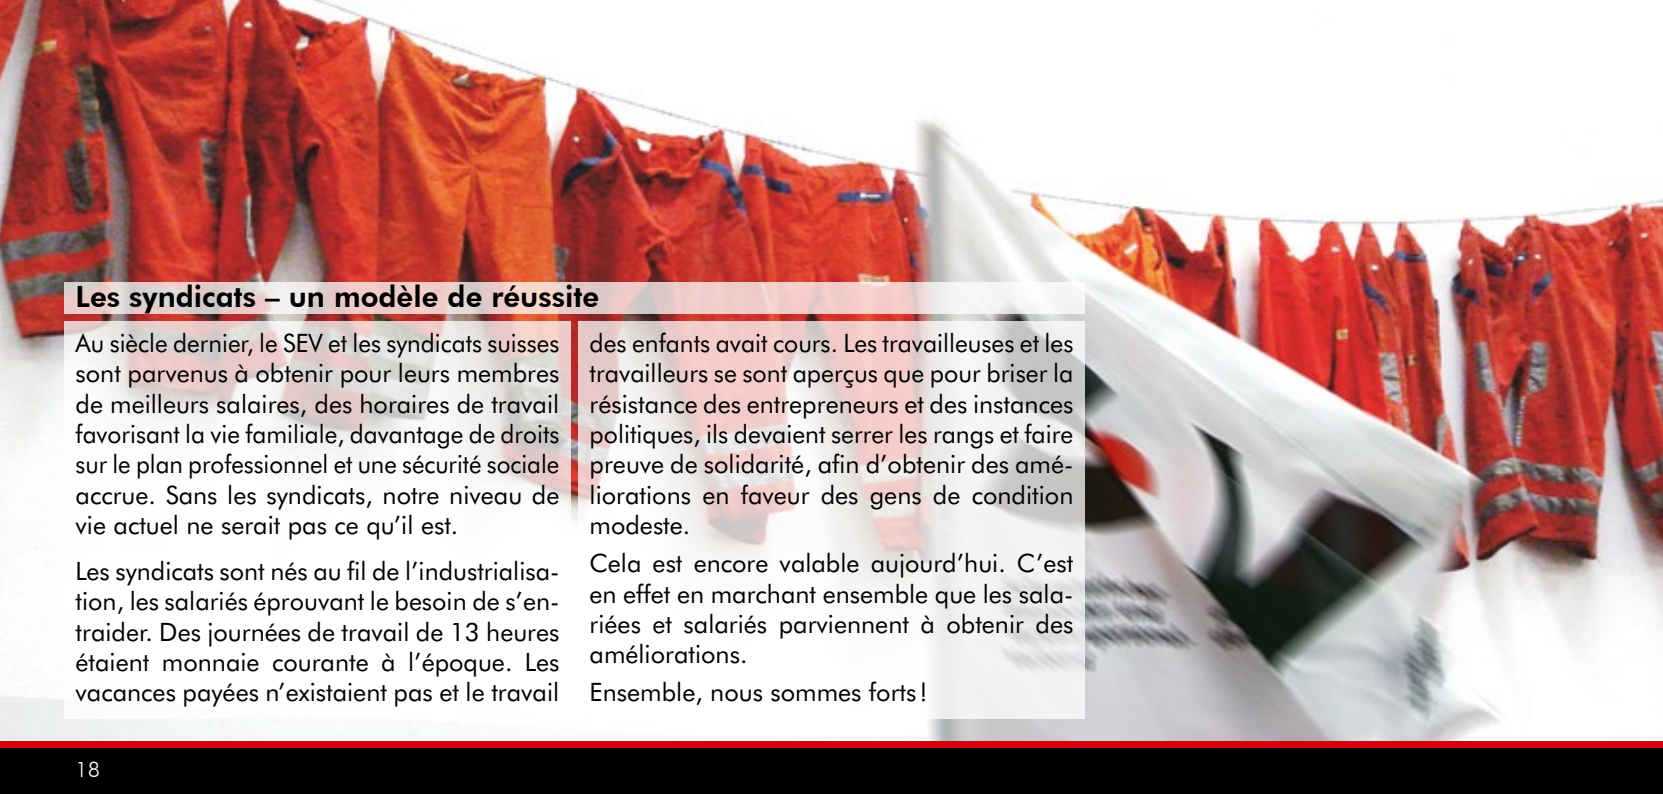 Les syndicats – un modèle de réussite
Au siècle dernier, le SEV et les syndicats suisses
sont parvenus à obtenir pour leurs membres
de meilleurs salaires, des horaires de travail
favorisant la vie familiale, davantage de droits
sur le plan professionnel et une sécurité sociale
accrue. Sans les syndicats, notre niveau de
vie actuel ne serait pas ce qu’il est.
Les syndicats sont nés au fil de l’industrialisa-
tion, les salariés éprouvant le besoin de s’en-
traider. Des journées de travail de 13 heures
étaient monnaie courante à l’époque. Les
vacances payées n’existaient pas et le travail
des enfants avait cours. Les travailleuses et les
travailleurs se sont aperçus que pour briser la
résistance des entrepreneurs et des instances
politiques, ils devaient serrer les rangs et faire
preuve de solidarité, afin d’obtenir des amé-
liorations en faveur des gens de condition
modeste.
Cela est encore valable aujourd’hui. C’est
en effet en marchant ensemble que les sala-
riées et salariés parviennent à obtenir des
améliorations.
Ensemble, nous sommes forts !
18